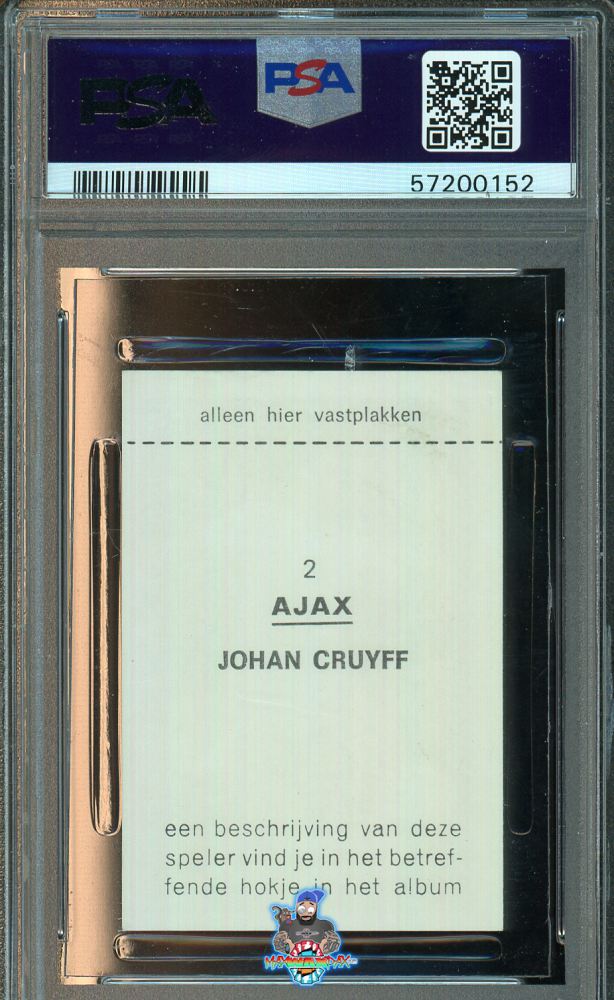 PSA
PSA
57200152
alleen hier vastplakken
2
AJAX
JOHAN CRUYFF
een beschrijving van deze
speler vind je in het betref-
fende hokje in het album